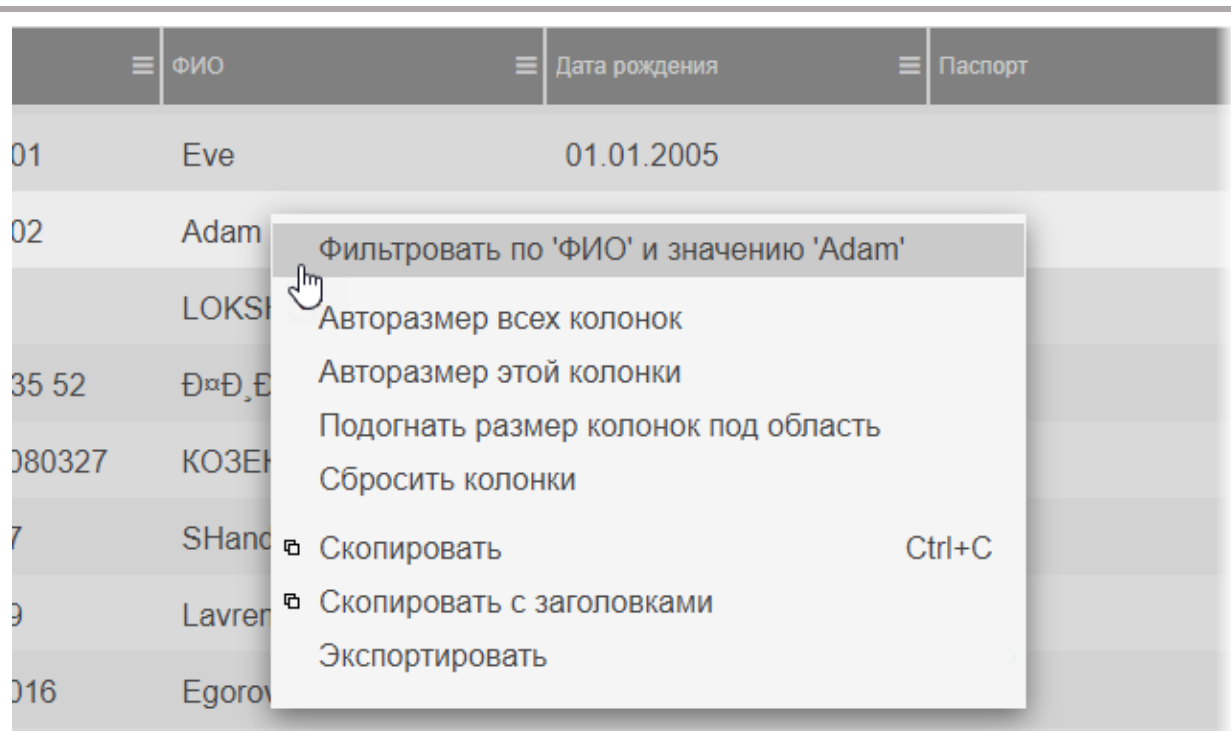 ФИО Дата рождения Паспорт
01 Eve 01.01.2005
02 Adam
Фильтровать по 'ФИО' и значению 'Adam'
Авторазмер всех колонок
35 52
Авторазмер этой колонки
Подогнать размер колонок под область
080327
Сбросить колонки
7
Скопировать Ctrl+C
9
Скопировать с заголовками
Экспортировать
016